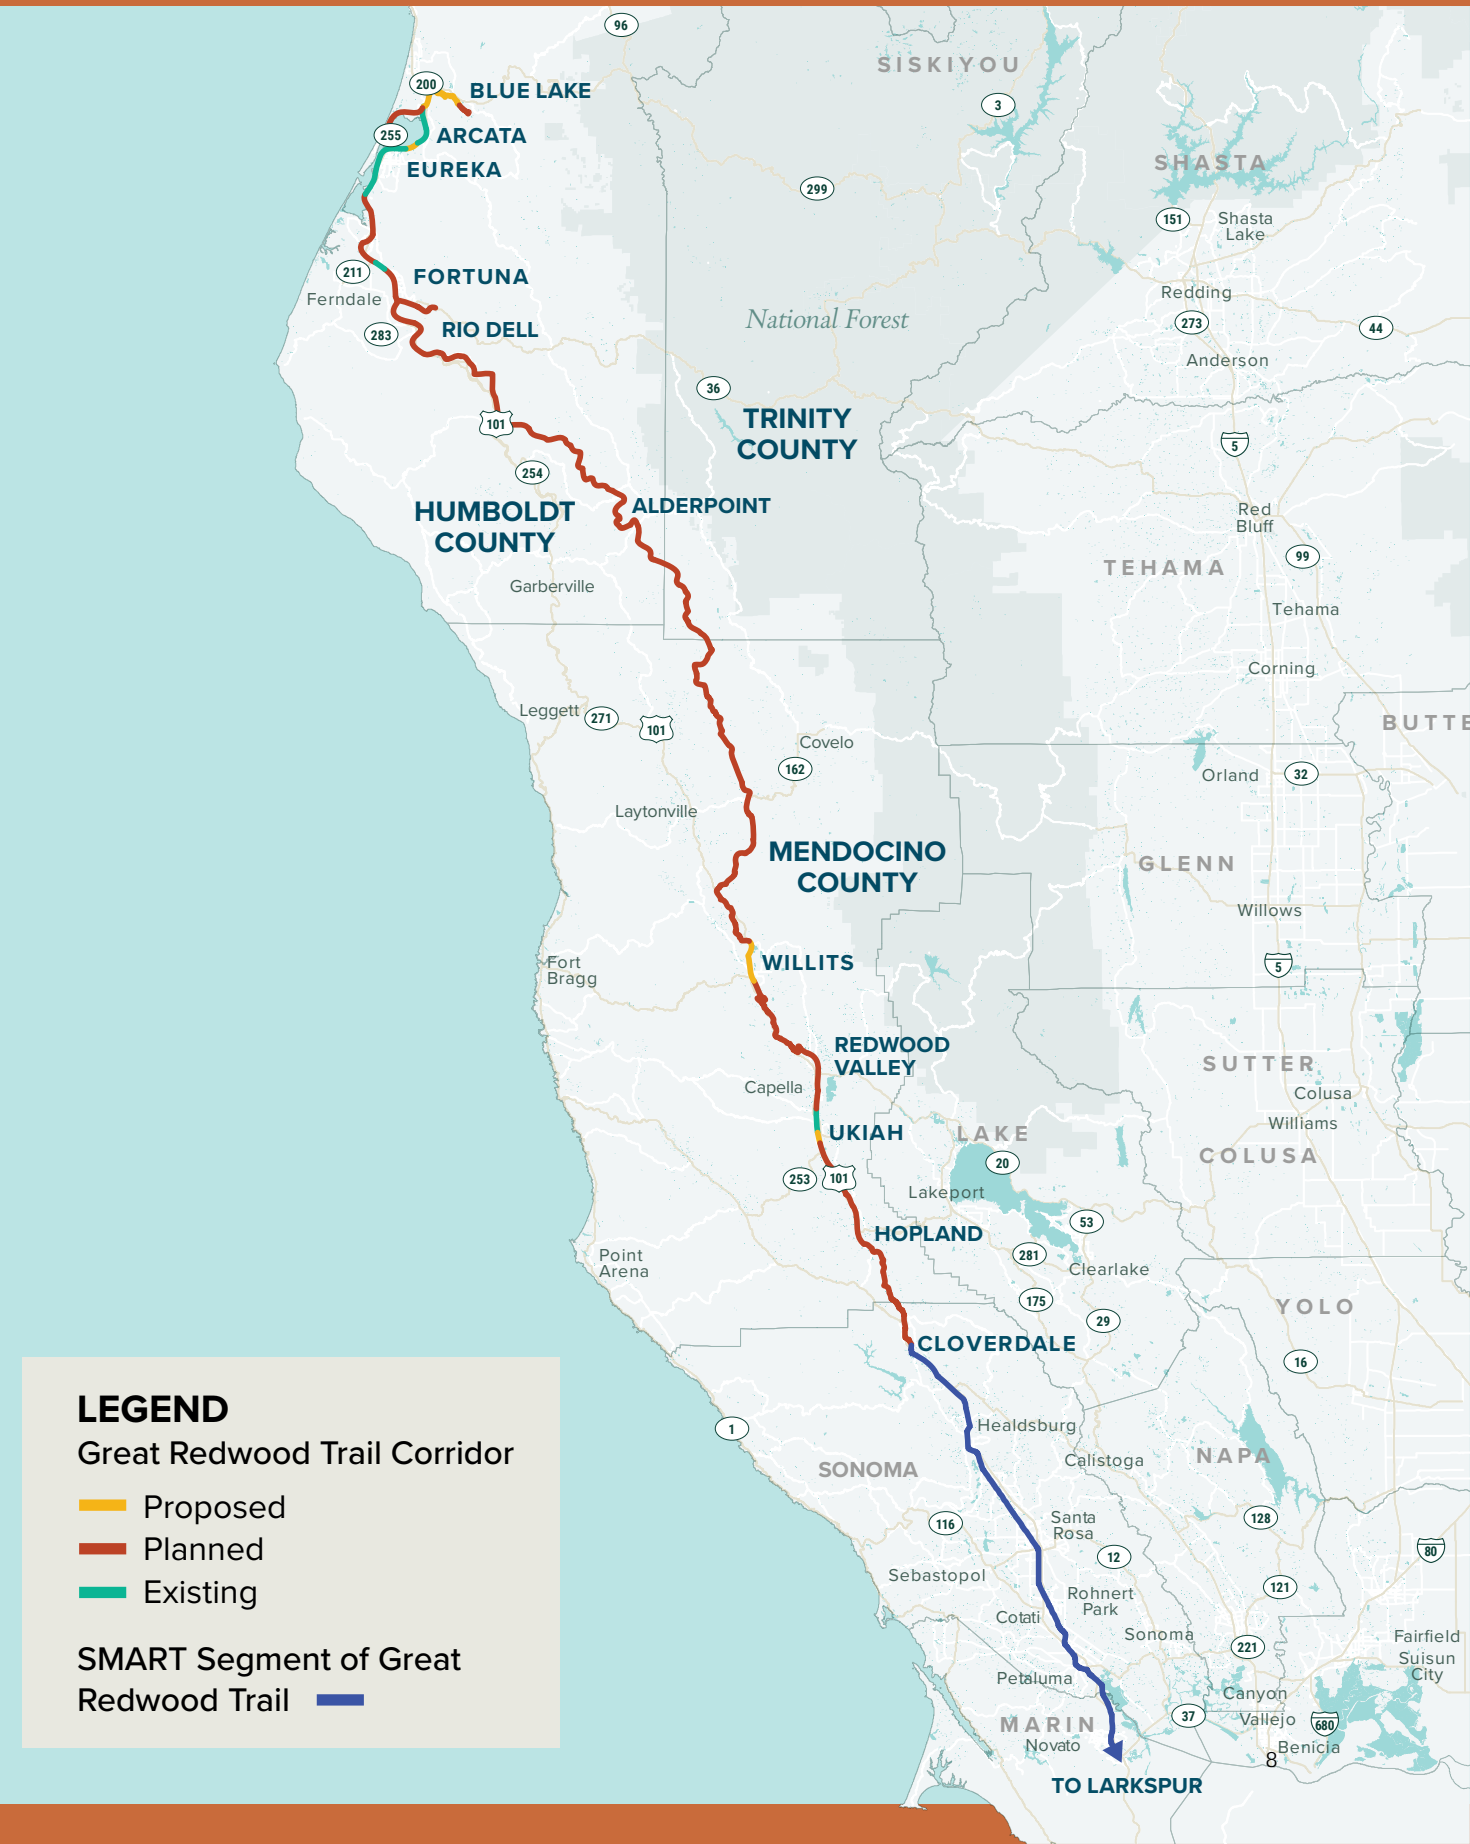 96
SISKIYOU
200
BLUE LAKE
3
255
ARCATA
EUREKA
SHASTA
299
151
Shasta
Lake
211
FORTUNA
Ferndale
Redding
283
RIO DELL
National Forest
273
44
Anderson
36
101
TRINITY
COUNTY
5
254
HUMBOLDT
COUNTY
ALDERPOINT
Red
Bluff
99
TEHAMA
Garberville
Tehama
Corning
Leggett
271
101
BUTTE
Covelo
162
Orland
32
Laytonville
MENDOCINO
COUNTY
GLENN
Willows
Fort
Bragg
WILLITS
5
REDWOOD
VALLEY
SUTTER
Capella
Colusa
UKIAH
LAKE
Williams
COLUSA
20
253
101
Lakeport
HOPLAND
53
Point
Arena
281
Clearlake
175
29
YOLO
CLOVERDALE
16
1
Healdsburg
SONOMA
Calistoga
NAPA
116
Santa
Rosa
128
12
80
Sebastopol
Rohnert
Park
121
Cotati
Sonoma
221
Fairfield
Suisun
City
Petaluma
Canyon
MARIN
Novato
37
Vallejo
680
Benicia
8
TO LARKSPUR
LEGEND
Great Redwood Trail Corridor
Proposed
Planned
Existing
SMART Segment of Great
Redwood Trail